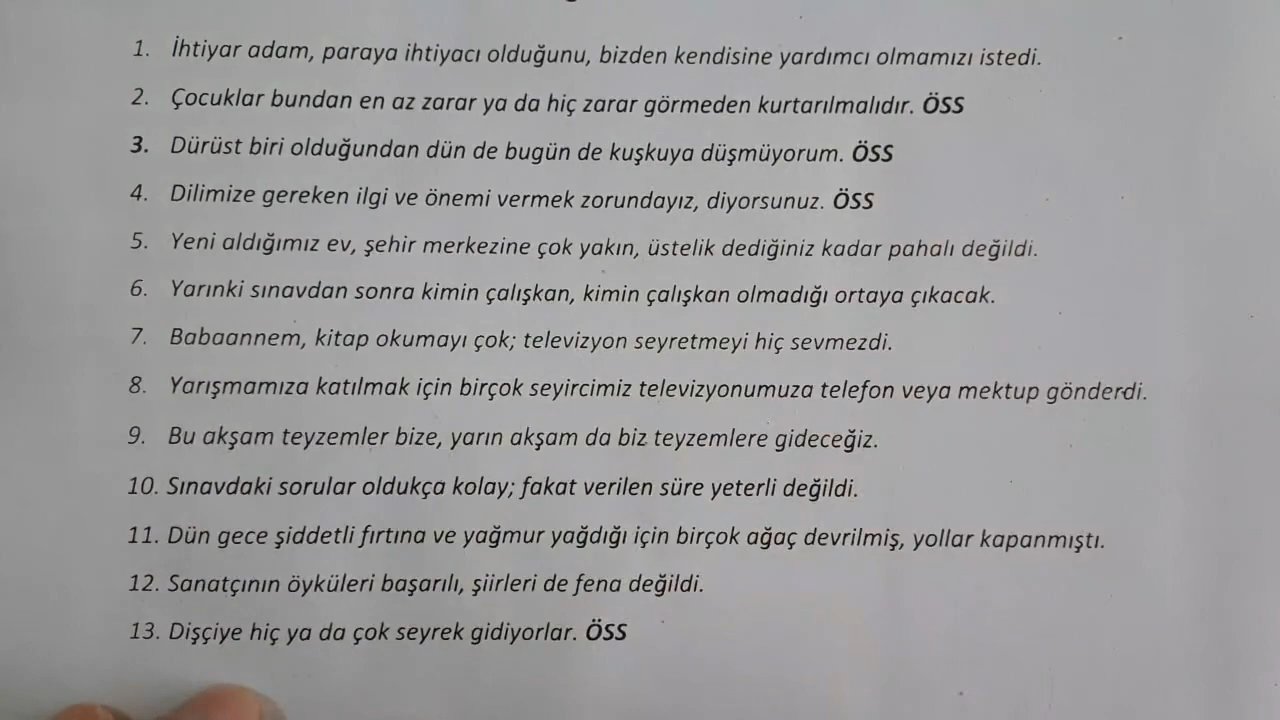 1. İhtiyar adam, paraya ihtiyacı olduğunu, bizden kendisine yardımcı olmamızı istedi.
2. Çocuklar bundan en az zarar ya da hiç zarar görmeden kurtarılmalıdır. ÖSS
3. Dürüst biri olduğundan dün de bugün de kuşkuya düşmüyorum. ÖSS
4. Dilimize gereken ilgi ve önemi vermek zorundayız, diyorsunuz. ÖSS
5. Yeni aldığımız ev, şehir merkezine çok yakın, üstelik dediğiniz kadar pahalı değildi.
6. Yarınki sınavdan sonra kimin çalışkan, kimin çalışkan olmadığı ortaya çıkacak.
7. Babaannem, kitap okumayı çok; televizyon seyretmeyi hiç sevmezdi.
8. Yarışmamıza katılmak için birçok seyircimiz televizyonumuza telefon veya mektup gönderdi.
9. Bu akşam teyzemler bize, yarın akşam da biz teyzemlere gideceğiz.
10. Sınavdaki sorular oldukça kolay; fakat verilen süre yeterli değildi.
11. Dün gece şiddetli fırtına ve yağmur yağdığı için birçok ağaç devrilmiş, yollar kapanmıştı.
12. Sanatçının öyküleri başarılı, şiirleri de fena değildi.
13. Dişçiye hiç ya da çok seyrek gidiyorlar. ÖSS